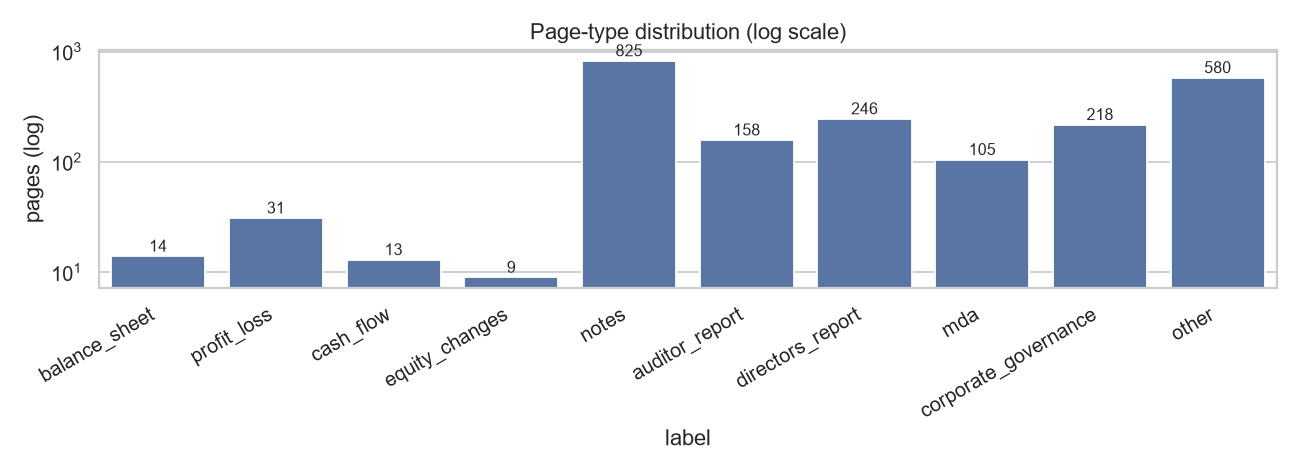 Page-type distribution (log scale)
pages (log)
10³
10²
10¹
14
31
13
9
825
158
246
105
218
580
balance_sheet
profit_loss
cash_flow
equity_changes
notes
auditor_report
directors_report
mda
corporate_governance
other
label